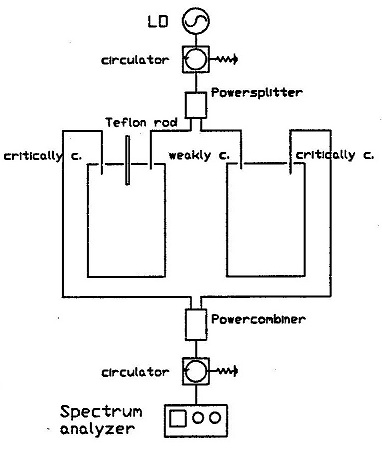 LO
circulator
Powersplitter
Teflon rod
critically c.
weakly c.
critically c.
Powercombiner
circulator
Spectrum
analyzer